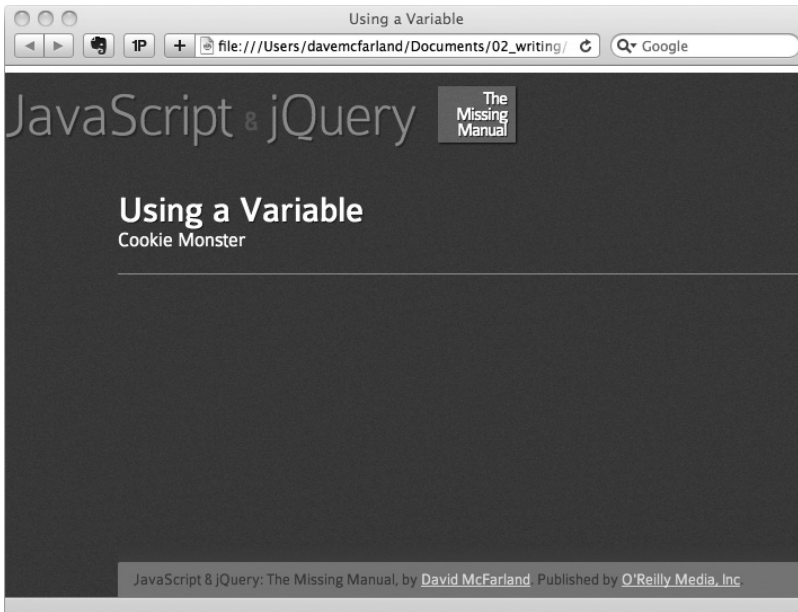 Using a Variable
1P + file:///Users/davemcfarland/Documents/02_writing/ Google
JavaScript & jQuery
The
Missing
Manual
Using a Variable
Cookie Monster
JavaScript & jQuery: The Missing Manual, by David McFarland. Published by O'Reilly Media, Inc.